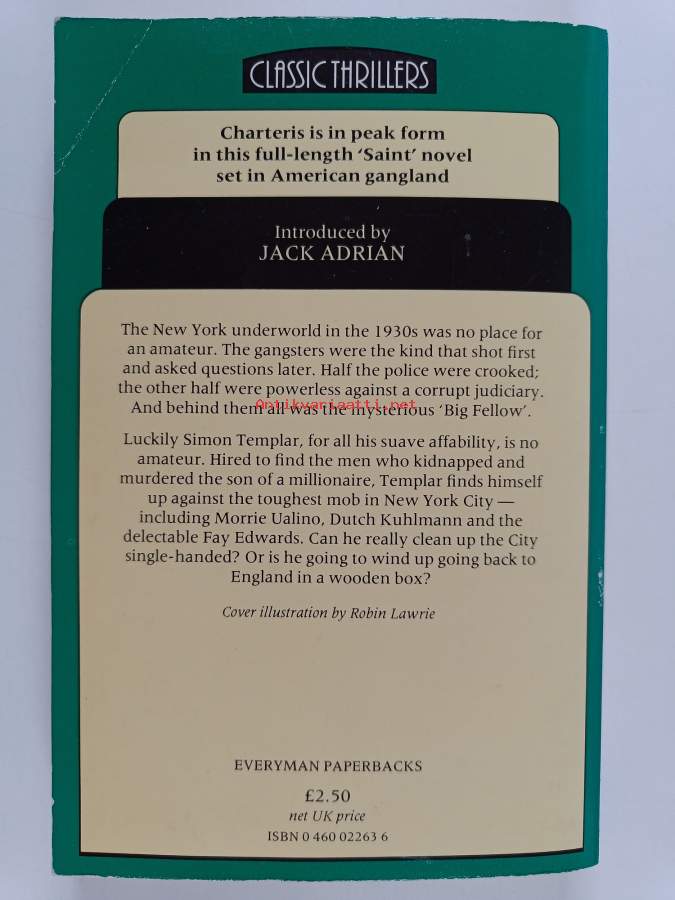 CLASSIC THRILLERS
Charteris is in peak form
in this full-length ‘Saint’ novel
set in American gangland
Introduced by
JACK ADRIAN
The New York underworld in the 1930s was no place for
an amateur. The gangsters were the kind that shot first
and asked questions later. Half the police were crooked;
the other half were powerless against a corrupt judiciary.
And behind them all was the mysterious ‘Big Fellow’.
Antikvariaatti.net
Luckily Simon Templar, for all his suave affability, is no
amateur. Hired to find the men who kidnapped and
murdered the son of a millionaire, Templar finds himself
up against the toughest mob in New York City —
including Morrie Ualino, Dutch Kuhlmann and the
delectable Fay Edwards. Can he really clean up the City
single-handed? Or is he going to wind up going back to
England in a wooden box?
Cover illustration by Robin Lawrie
EVERYMAN PAPERBACKS
£2.50
net UK price
ISBN 0 460 02263 6